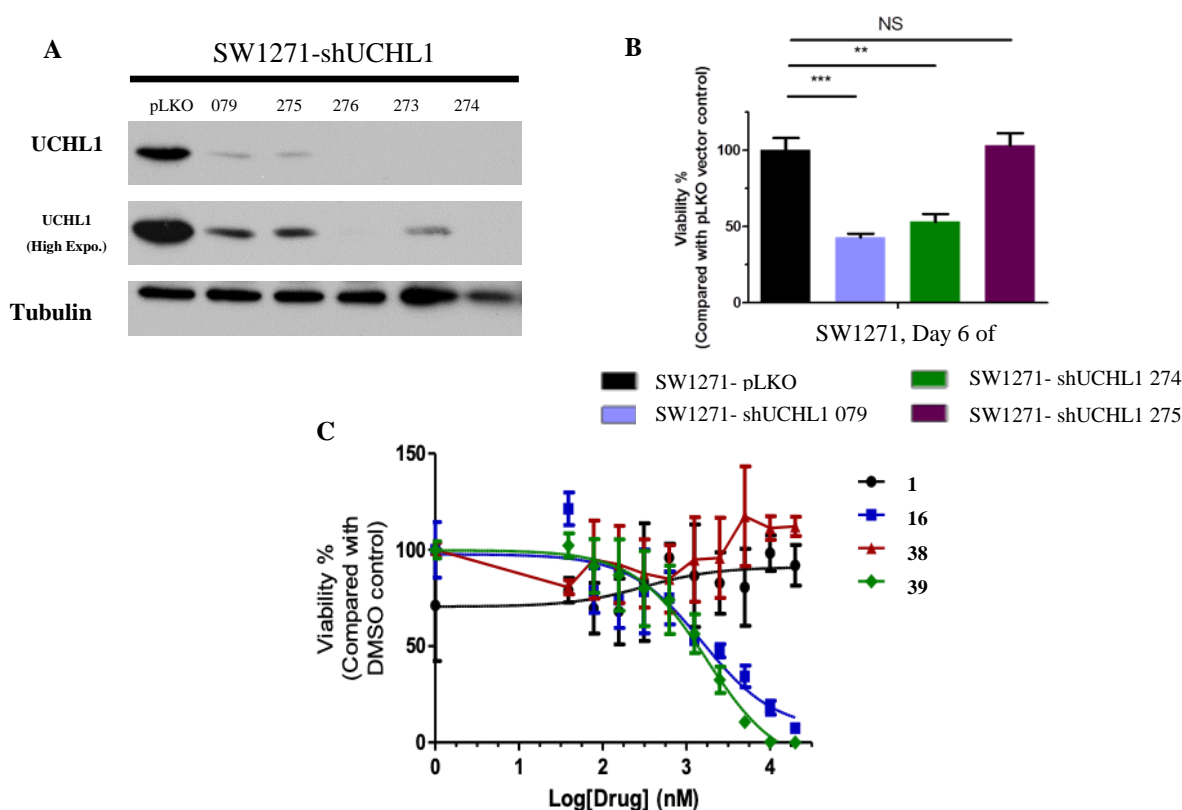 A
SW1271-shUCHL1
pLKO 079 275 276 273 274
UCHL1
UCHL1
(High Expo.)
Tubulin
B
NS
**
***
Viability %
(Compared with pLKO vector control)
100
50
0
SW1271, Day 6 of
SW1271- pLKO
SW1271- shUCHL1 274
SW1271- shUCHL1 079
SW1271- shUCHL1 275
C
Viability %
(Compared with
DMSO control)
150
100
50
0
0 1 2 3 4
Log[Drug] (nM)
1
16
38
39